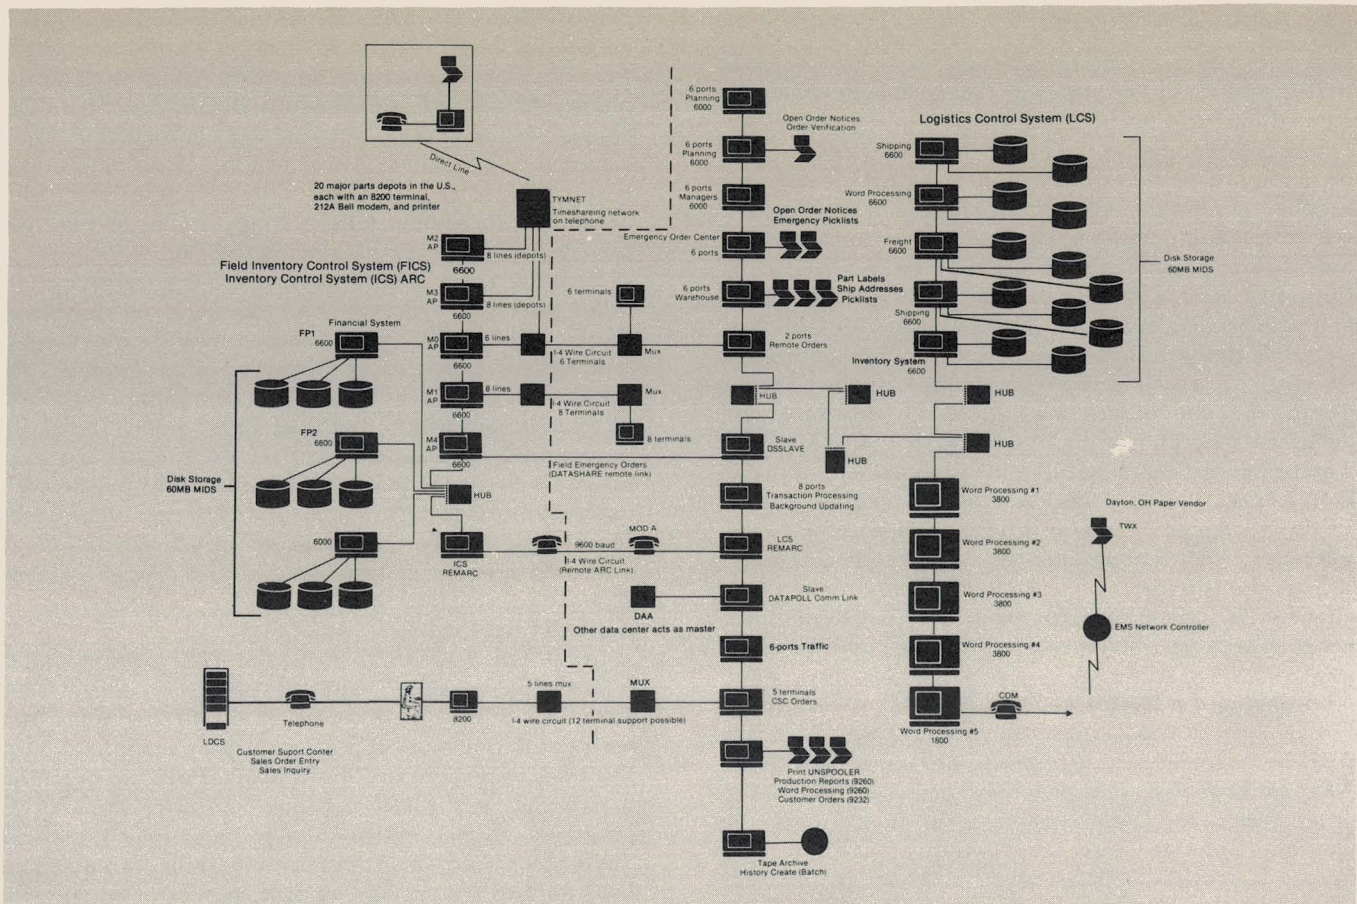 Direct Line
20 major parts depots in the U.S.,
each with an 8200 terminal,
212A Bell modem, and printer
TYMNET
Timeshareing network
on telephone
Field Inventory Control System (FICS)
Inventory Control System (ICS) ARC
M2
AP
6600
8 lines (depots)
M3
AP
6600
8 lines (depots)
Financial System
FP1
6600
M0
AP
6600
6 lines
I-4 Wire Circuit
6 Terminals
6 terminals
Mux
M1
AP
6600
8 lines
I-4 Wire Circuit
8 Terminals
Mux
8 terminals
FP2
6600
M4
AP
6600
Field Emergency Orders
(DATASHARE remote link)
Disk Storage
60MB MIDS
HUB
6000
ICS
REMARC
9600 baud
MOD A
II-4 Wire Circuit
(Remote ARC Link)
DAA
Other data center acts as master
LDCS
Telephone
Customer Suport Conter
Sales Order Entry
Sales Inquiry
8200
5 lines mux
MUX
I-4 wire circuit (12 terminal support possible)
6 ports
Planning
6000
6 ports
Planning
6000
Open Order Notices
Order Verification
6 ports
Managers
6000
Open Order Notices
Emergency Picklists
Emergency Order Center
6 ports
6 ports
Warehouse
Part Labels
Ship Addresses
Picklists
2 ports
Remote Orders
HUB
HUB
HUB
Slave
DSSLAVE
8 ports
Transaction Processing
Background Updating
LCS
REMARC
Slave
DATAPOLL Comm Link
6-ports Traffic
5 terminals
CSC Orders
Print UNSPOOLER
Production Reports (9260)
Word Processing (9260)
Customer Orders (9232)
Tape Archive
History Create (Batch)
Logistics Control System (LCS)
Shipping
6600
Word Processing
6600
Freight
6600
Shipping
6600
Inventory System
6600
Disk Storage
60MB MIDS
HUB
HUB
Word Processing #1
3800
Word Processing #2
3800
Word Processing #3
3800
Word Processing #4
3800
Word Processing #5
1800
COM
Dayton, OH Paper Vendor
TWX
EMS Network Controller